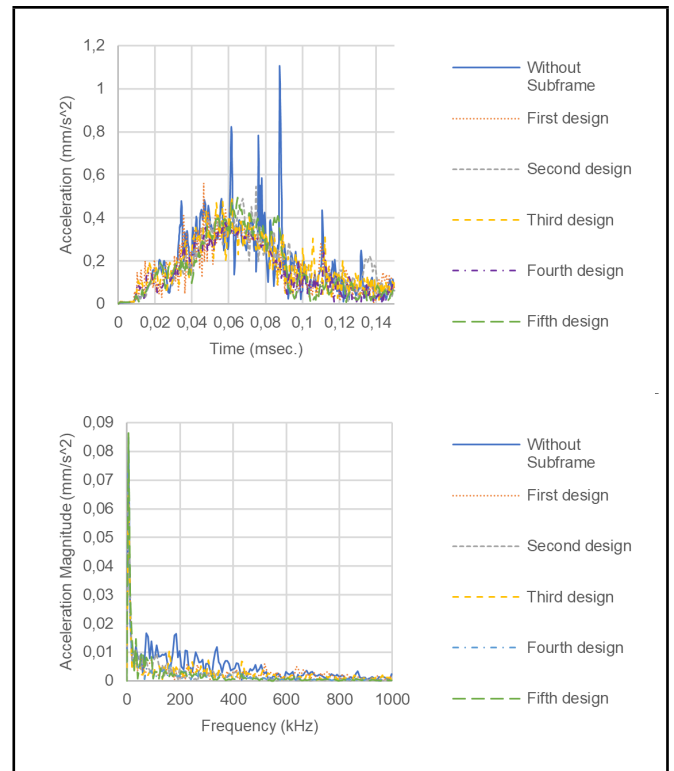 1,2
1
0,8
0,6
0,4
0,2
0
Acceleration (mm/s^2)
0 0,02 0,04 0,06 0,08 0,1 0,12 0,14
Time (msec.)
Without
Subframe
First design
Second design
Third design
Fourth design
Fifth design
0,09
0,08
0,07
0,06
0,05
0,04
0,03
0,02
0,01
0
Acceleration Magnitude (mm/s^2)
0 200 400 600 800 1000
Frequency (kHz)
Without
Subframe
First design
Second design
Third design
Fourth design
Fifth design